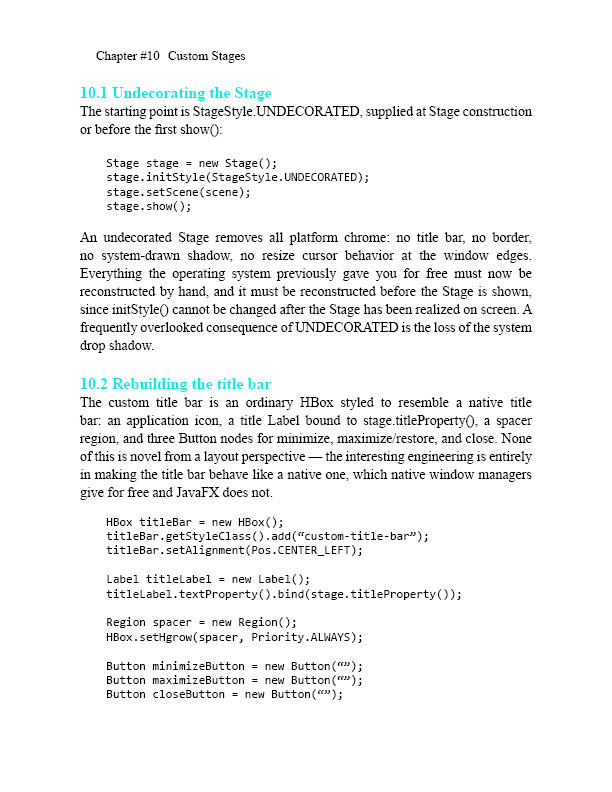 Chapter #10 Custom Stages
10.1 Undecorating the Stage
The starting point is StageStyle.UNDECORATED, supplied at Stage construction
or before the first show():
Stage stage = new Stage();
stage.initStyle(StageStyle.UNDECORATED);
stage.setScene(scene);
stage.show();
An undecorated Stage removes all platform chrome: no title bar, no border,
no system-drawn shadow, no resize cursor behavior at the window edges.
Everything the operating system previously gave you for free must now be
reconstructed by hand, and it must be reconstructed before the Stage is shown,
since initStyle() cannot be changed after the Stage has been realized on screen. A
frequently overlooked consequence of UNDECORATED is the loss of the system
drop shadow.
10.2 Rebuilding the title bar
The custom title bar is an ordinary HBox styled to resemble a native title
bar: an application icon, a title Label bound to stage.titleProperty(), a spacer
region, and three Button nodes for minimize, maximize/restore, and close. None
of this is novel from a layout perspective — the interesting engineering is entirely
in making the title bar behave like a native one, which native window managers
give for free and JavaFX does not.
HBox titleBar = new HBox();
titleBar.getStyleClass().add(“custom-title-bar”);
titleBar.setAlignment(Pos.CENTER_LEFT);
Label titleLabel = new Label();
titleLabel.textProperty().bind(stage.titleProperty());
Region spacer = new Region();
HBox.setHgrow(spacer, Priority.ALWAYS);
Button minimizeButton = new Button(“”);
Button maximizeButton = new Button(“”);
Button closeButton = new Button(“”);